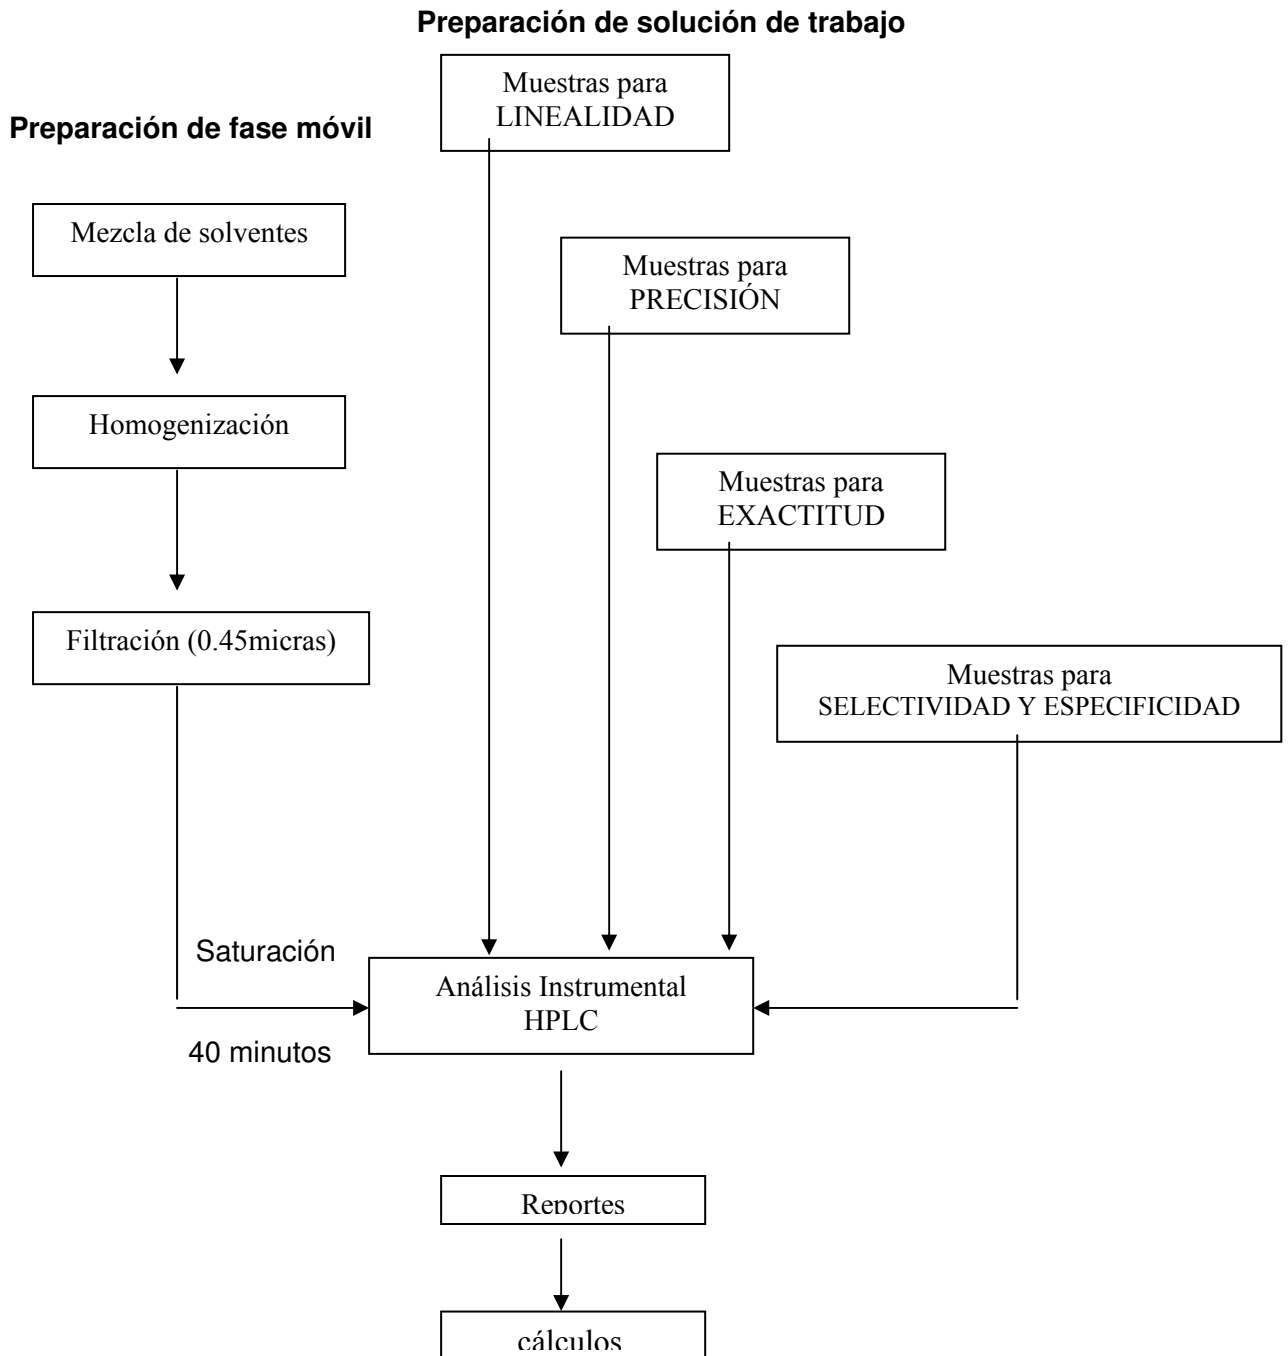 Preparación de solución de trabajo
Muestras para
LINEALIDAD
Preparación de fase móvil
Mezcla de solventes
Muestras para
PRECISIÓN
Homogenización
Muestras para
EXACTITUD
Filtración (0.45micras)
Muestras para
SELECTIVIDAD Y ESPECIFICIDAD
Saturación
40 minutos
Análisis Instrumental
HPLC
Reportes
cálculos